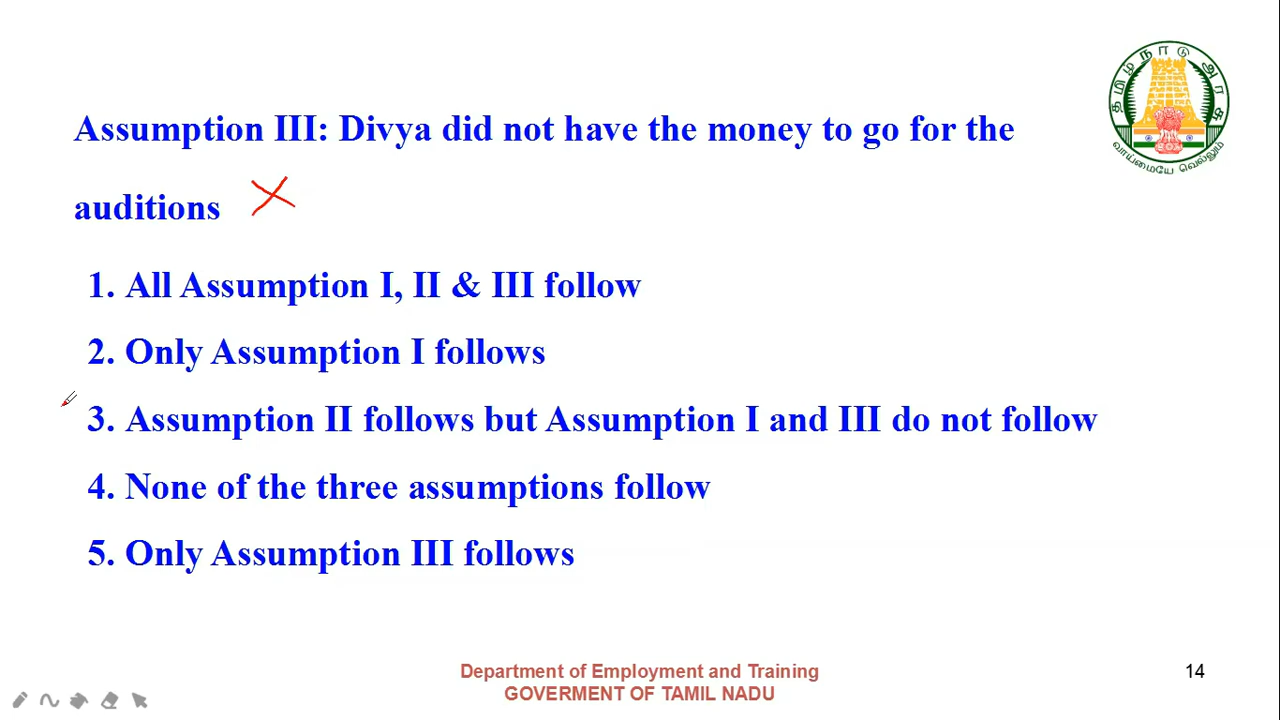 தமிழ்நாடு அரசு
வாய்மையே வெல்லும்
Assumption III: Divya did not have the money to go for the
auditions
1. All Assumption I, II & III follow
2. Only Assumption I follows
3. Assumption II follows but Assumption I and III do not follow
4. None of the three assumptions follow
5. Only Assumption III follows
Department of Employment and Training
GOVERMENT OF TAMIL NADU
14